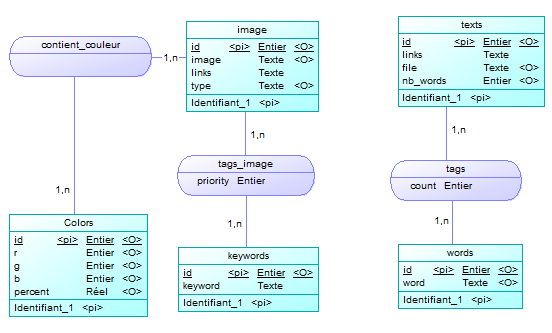 contient_couleur
1,n
image
id <pi> Entier <O>
image Texte <O>
links Texte
type Texte <O>
Identifiant_1 <pi>
texts
id <pi> Entier <O>
links Texte
file Texte <O>
nb_words Entier <O>
Identifiant_1 <pi>
1,n
1,n
tags_image
priority Entier
tags
count Entier
1,n
1,n
1,n
Colors
id <pi> Entier <O>
r Entier <O>
g Entier <O>
b Entier <O>
percent Réel <O>
Identifiant_1 <pi>
keywords
id <pi> Entier <O>
keyword Texte
Identifiant_1 <pi>
words
id <pi> Entier <O>
word Texte <O>
Identifiant_1 <pi>